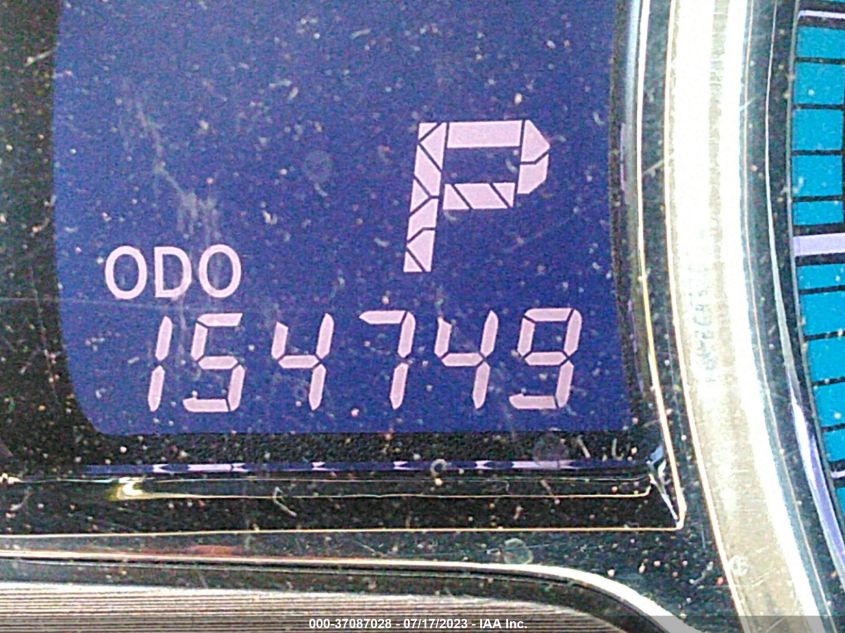 P
ODO
154749
000-37087028 - 07/17/2023 - IAA Inc.